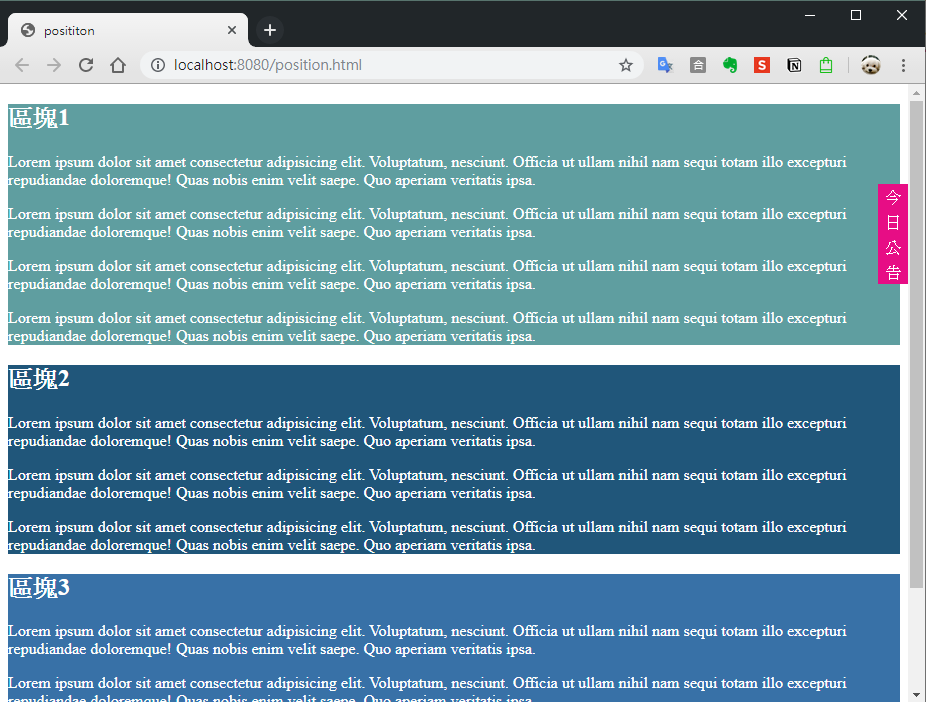 posititon
localhost:8080/position.html
合
S
N
區塊1
Lorem ipsum dolor sit amet consectetur adipisicing elit. Voluptatum, nesciunt. Officia ut ullam nihil nam sequi totam illo excepturi
repudiandae doloremque! Quas nobis enim velit saepe. Quo aperiam veritatis ipsa.
Lorem ipsum dolor sit amet consectetur adipisicing elit. Voluptatum, nesciunt. Officia ut ullam nihil nam sequi totam illo excepturi
repudiandae doloremque! Quas nobis enim velit saepe. Quo aperiam veritatis ipsa.
Lorem ipsum dolor sit amet consectetur adipisicing elit. Voluptatum, nesciunt. Officia ut ullam nihil nam sequi totam illo excepturi
repudiandae doloremque! Quas nobis enim velit saepe. Quo aperiam veritatis ipsa.
Lorem ipsum dolor sit amet consectetur adipisicing elit. Voluptatum, nesciunt. Officia ut ullam nihil nam sequi totam illo excepturi
repudiandae doloremque! Quas nobis enim velit saepe. Quo aperiam veritatis ipsa.
今日公告
區塊2
Lorem ipsum dolor sit amet consectetur adipisicing elit. Voluptatum, nesciunt. Officia ut ullam nihil nam sequi totam illo excepturi
repudiandae doloremque! Quas nobis enim velit saepe. Quo aperiam veritatis ipsa.
Lorem ipsum dolor sit amet consectetur adipisicing elit. Voluptatum, nesciunt. Officia ut ullam nihil nam sequi totam illo excepturi
repudiandae doloremque! Quas nobis enim velit saepe. Quo aperiam veritatis ipsa.
Lorem ipsum dolor sit amet consectetur adipisicing elit. Voluptatum, nesciunt. Officia ut ullam nihil nam sequi totam illo excepturi
repudiandae doloremque! Quas nobis enim velit saepe. Quo aperiam veritatis ipsa.
區塊3
Lorem ipsum dolor sit amet consectetur adipisicing elit. Voluptatum, nesciunt. Officia ut ullam nihil nam sequi totam illo excepturi
repudiandae doloremque! Quas nobis enim velit saepe. Quo aperiam veritatis ipsa.
Lorem ipsum dolor sit amet consectetur adipisicing elit. Voluptatum, nesciunt. Officia ut ullam nihil nam sequi totam illo excepturi
repudiandae doloremque! Quas nobis enim velit saepe. Quo aperiam veritatis ipsa.